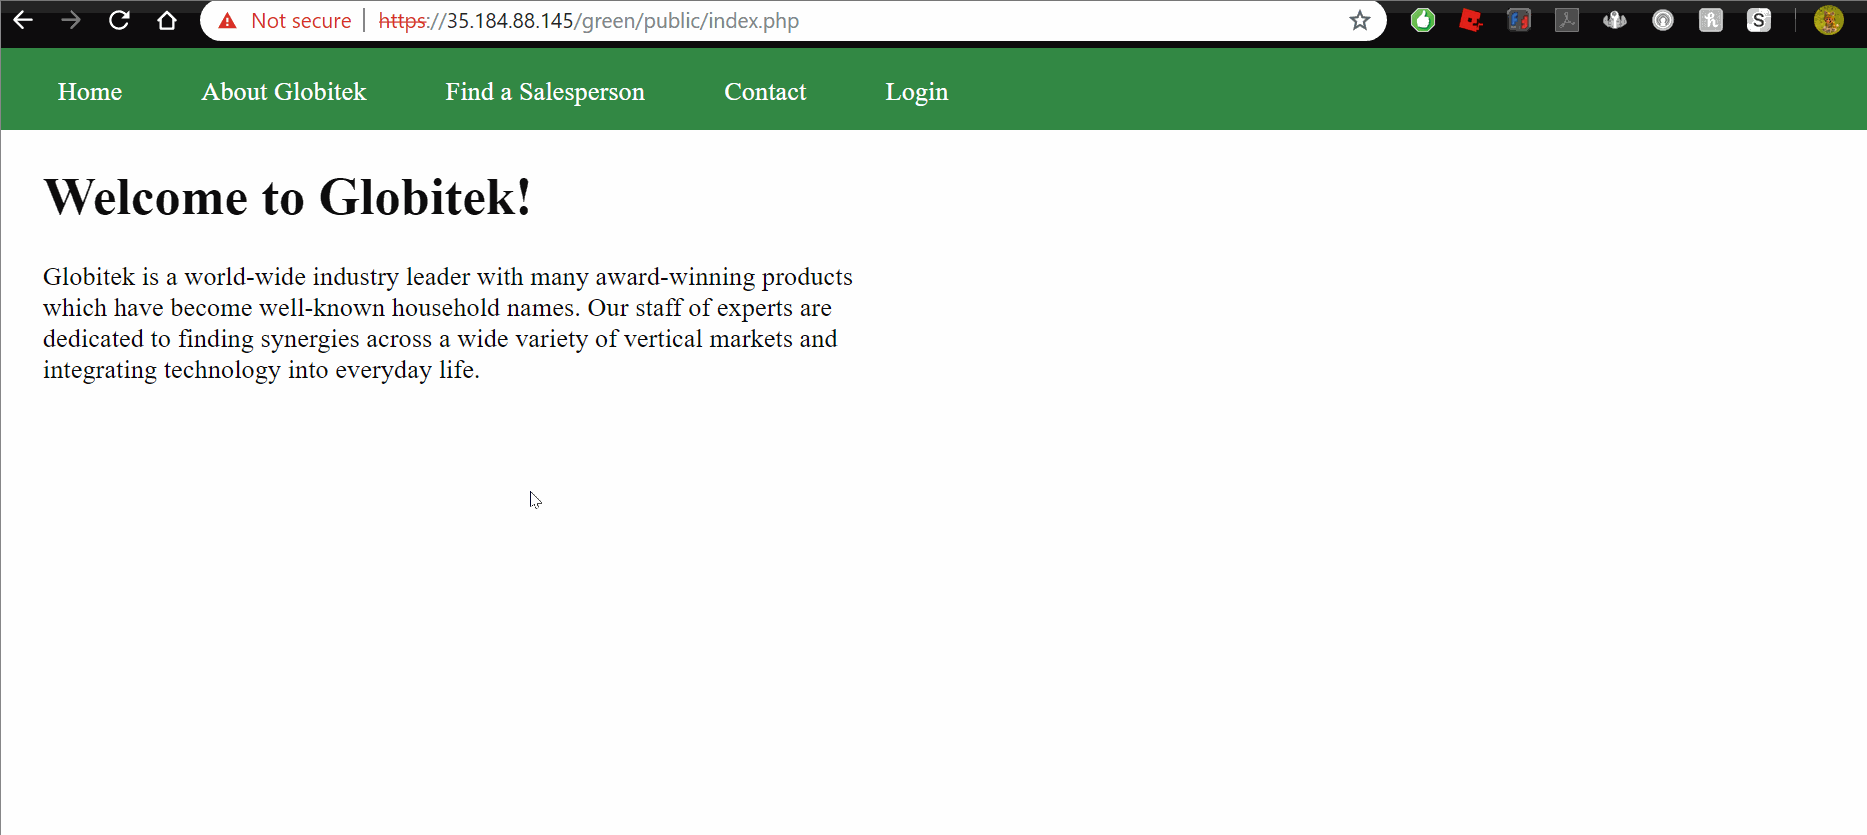 Not secure | https://35.184.88.145/green/public/index.php
Home About Globitek Find a Salesperson Contact Login
Welcome to Globitek!
Globitek is a world-wide industry leader with many award-winning products
which have become well-known household names. Our staff of experts are
dedicated to finding synergies across a wide variety of vertical markets and
integrating technology into everyday life.